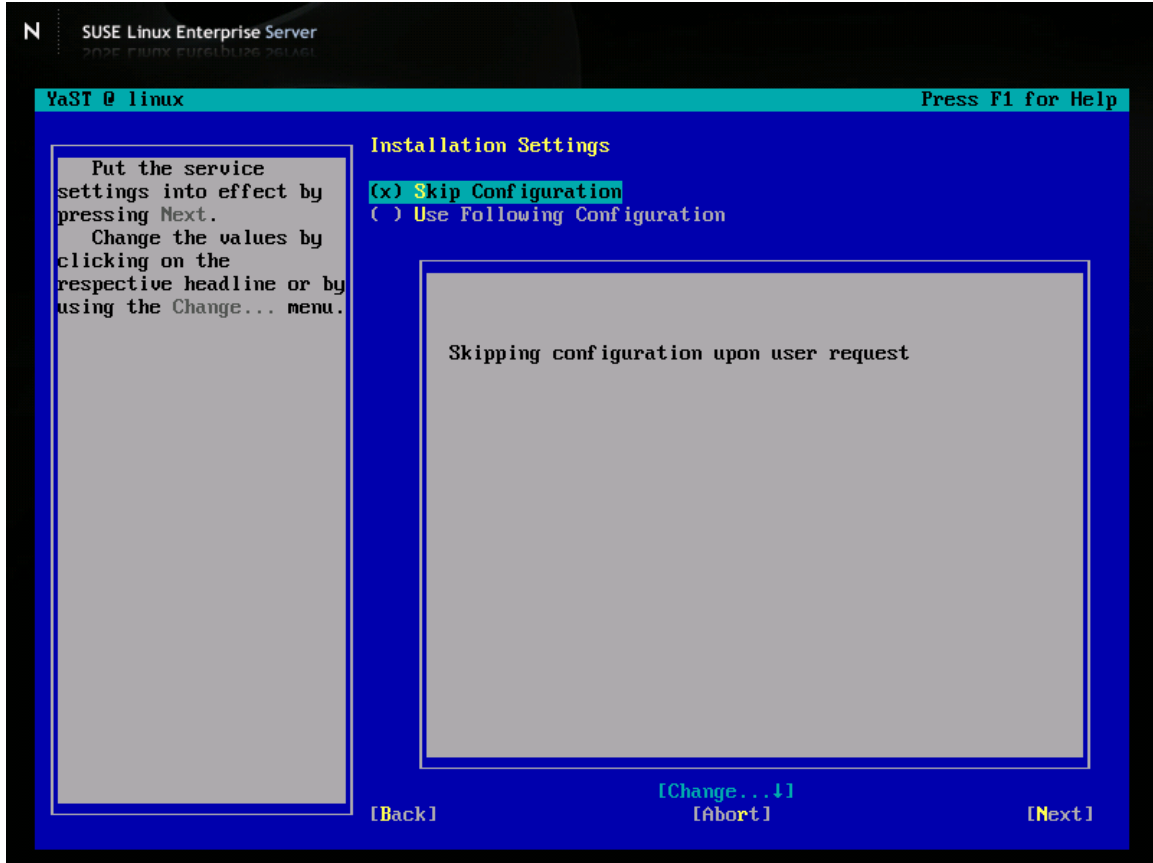 N
SUSE Linux Enterprise Server
YaST @ linux Press F1 for Help
Put the service
settings into effect by
pressing Next.
Change the values by
clicking on the
respective headline or by
using the Change... menu.
Installation Settings
(x) Skip Configuration
( ) Use Following Configuration
Skipping configuration upon user request
[Change...↓]
[Back] [Abort] [Next]